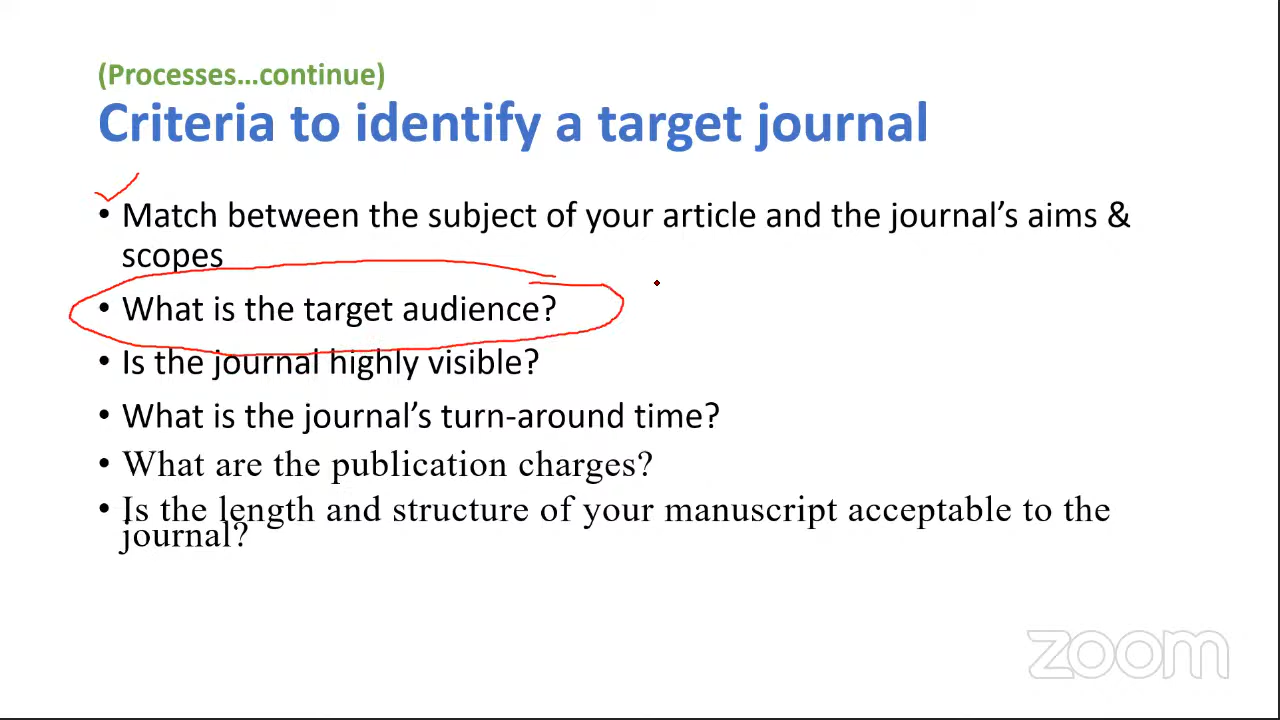 (Processes...continue)
Criteria to identify a target journal
• Match between the subject of your article and the journal's aims &
scopes
• What is the target audience?
• Is the journal highly visible?
• What is the journal's turn-around time?
• What are the publication charges?
• Is the length and structure of your manuscript acceptable to the
journal?
zoom